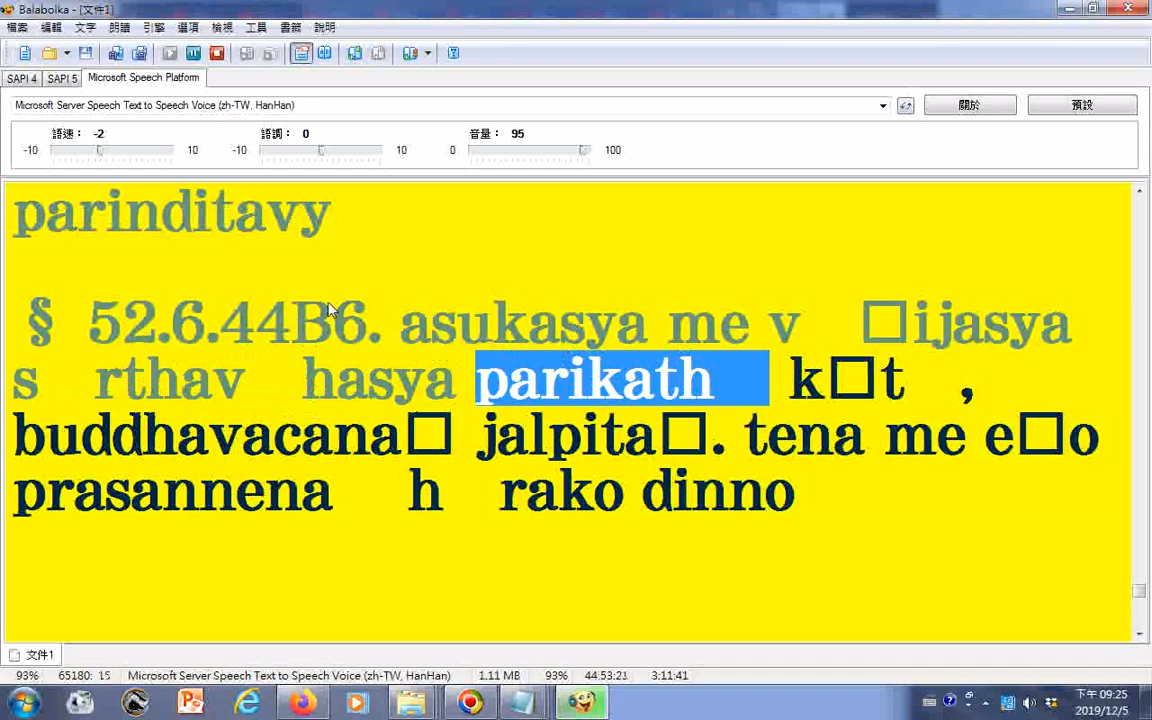 Balabolka - [文件1]
檔案 編輯 文字 朗讀 引擎 選項 檢視 工具 書籤 說明
SAPI 4 SAPI 5 Microsoft Speech Platform
Microsoft Server Speech Text to Speech Voice (zh-TW, HanHan) 關於 預設
語速： -2 語調： 0 音量： 95
-10 10 -10 10 0 100
parinditavy
§ 52.6.44B6. asukasya me v □ijasya
s rthav hasya parikath k□t ,
buddhavacana□ jalpita□. tena me e□o
prasannena h rako dinno
文件1
93% 65180: 15 Microsoft Server Speech Text to Speech Voice (zh-TW, HanHan) 1.11 MB 93% 44:53:21 3:11:41
下午 09:25
2019/12/5